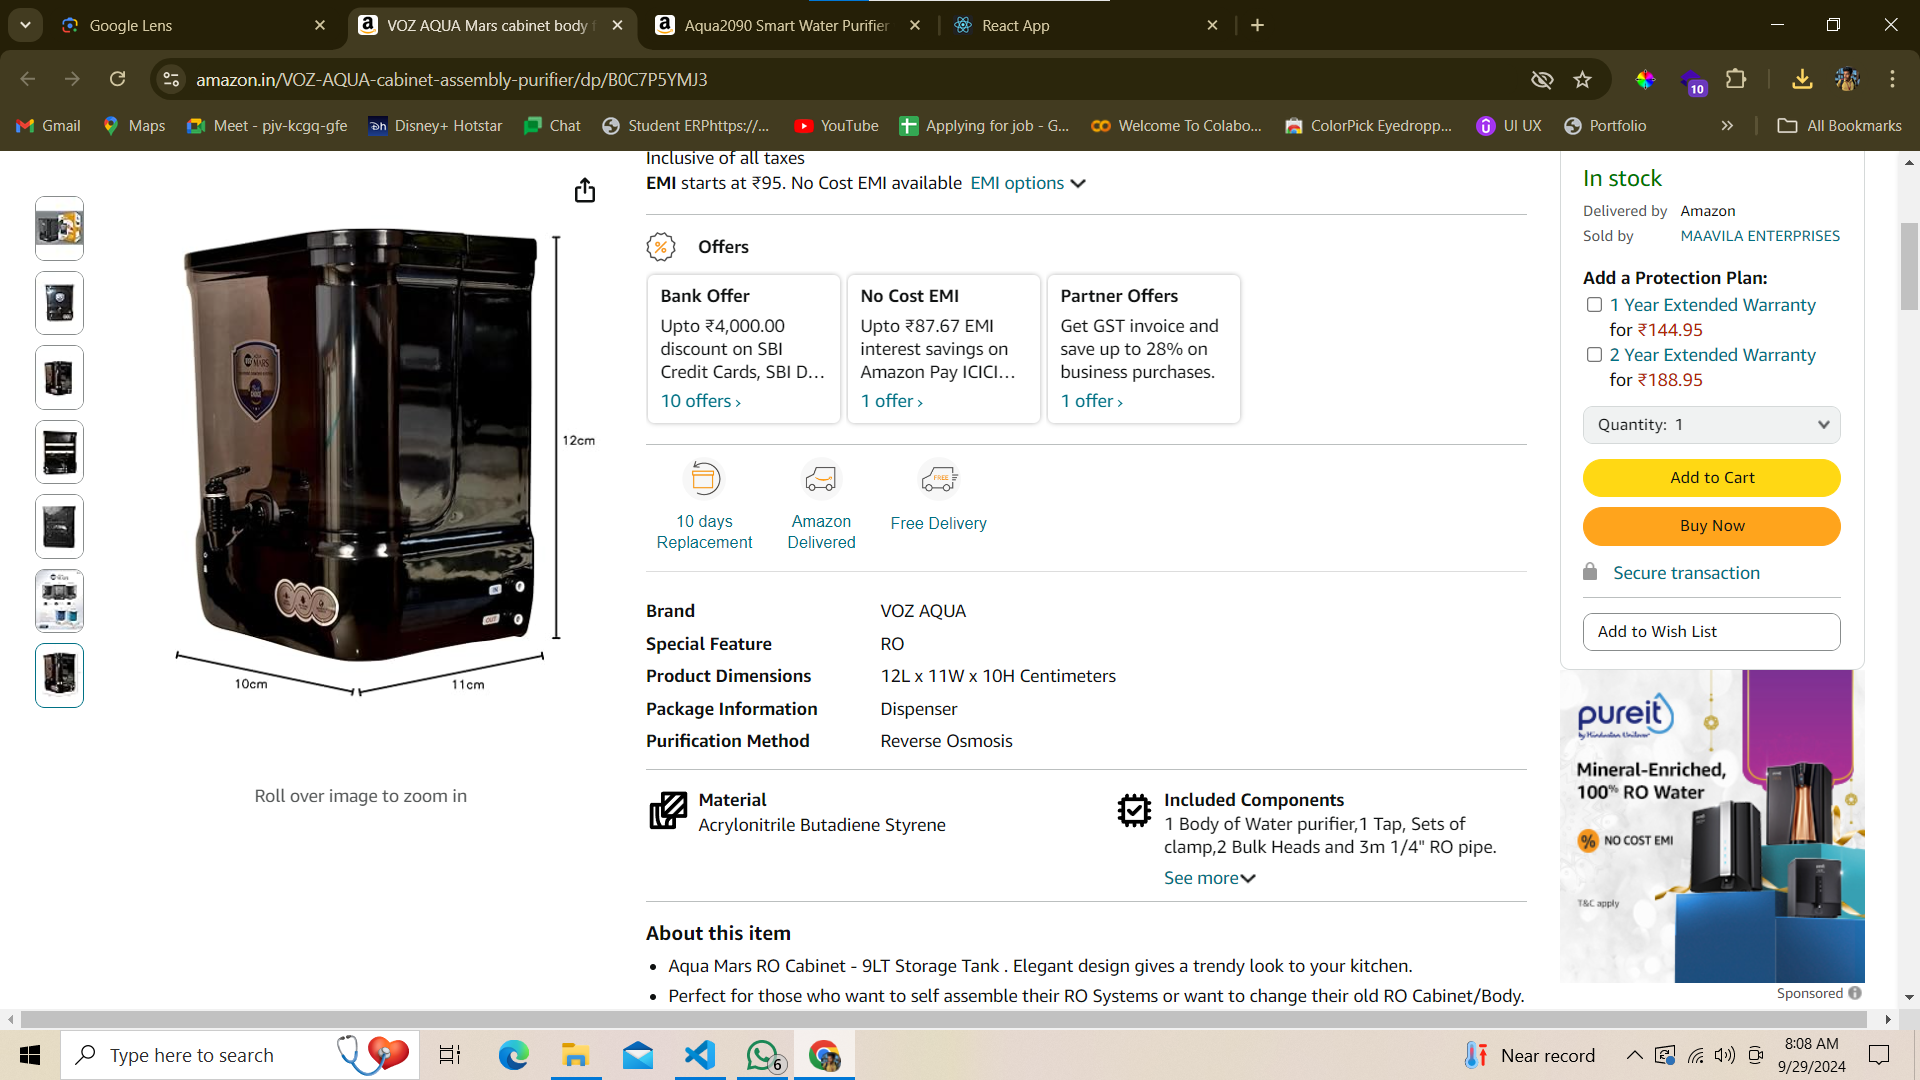 Google Lens
VOZ AQUA Mars cabinet body f
Aqua2090 Smart Water Purifier
React App
amazon.in/VOZ-AQUA-cabinet-assembly-purifier/dp/B0C7P5YMJ3
10
Gmail
Maps
Meet - pjv-kcgq-gfe
Disney+ Hotstar
Chat
Student ERPhttps://...
YouTube
Applying for job - G...
Welcome To Colabo...
ColorPick Eyedropp...
UI UX
Portfolio
All Bookmarks
Inclusive of all taxes
EMI starts at ₹95. No Cost EMI available EMI options
Offers
Bank Offer
Upto ₹4,000.00
discount on SBI
Credit Cards, SBI D...
10 offers ›
No Cost EMI
Upto ₹87.67 EMI
interest savings on
Amazon Pay ICICI...
1 offer ›
Partner Offers
Get GST invoice and
save up to 28% on
business purchases.
1 offer ›
10 days
Replacement
Amazon
Delivered
FREE
Free Delivery
MARS
IN
OUT
12cm
10cm
11cm
Roll over image to zoom in
Brand VOZ AQUA
Special Feature RO
Product Dimensions 12L x 11W x 10H Centimeters
Package Information Dispenser
Purification Method Reverse Osmosis
Material
Acrylonitrile Butadiene Styrene
Included Components
1 Body of Water purifier,1 Tap, Sets of
clamp,2 Bulk Heads and 3m 1/4" RO pipe.
See more
About this item
Aqua Mars RO Cabinet - 9LT Storage Tank . Elegant design gives a trendy look to your kitchen.
Perfect for those who want to self assemble their RO Systems or want to change their old RO Cabinet/Body.
In stock
Delivered by Amazon
Sold by MAAVILA ENTERPRISES
Add a Protection Plan:
1 Year Extended Warranty
for ₹144.95
2 Year Extended Warranty
for ₹188.95
Quantity: 1
Add to Cart
Buy Now
Secure transaction
Add to Wish List
pureit
by Hindustan Unilever
Mineral-Enriched,
100% RO Water
% NO COST EMI
T&C apply
Sponsored
Type here to search
6
Near record
8:08 AM
9/29/2024